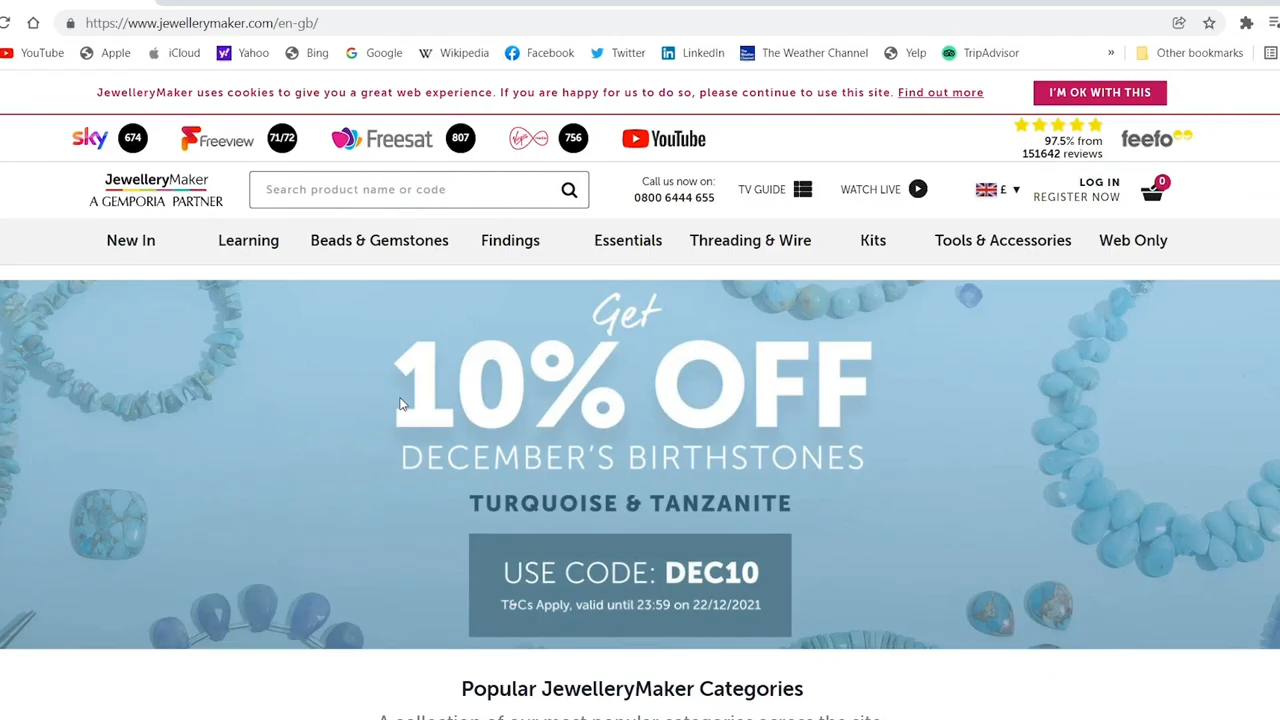 https://www.jewellerymaker.com/en-gb/
YouTube Apple iCloud Yahoo Bing Google Wikipedia Facebook Twitter LinkedIn The Weather Channel Yelp TripAdvisor » Other bookmarks
JewelleryMaker uses cookies to give you a great web experience. If you are happy for us to do so, please continue to use this site. Find out more I'M OK WITH THIS
sky 674 Freeview 71/72 Freesat 807 756 YouTube
97.5% from
151642 reviews
feefo
JewelleryMaker
A GEMPORIA PARTNER
Search product name or code
Call us now on:
0800 6444 655
TV GUIDE
WATCH LIVE
£ ▼
LOG IN
REGISTER NOW
0
New In Learning Beads & Gemstones Findings Essentials Threading & Wire Kits Tools & Accessories Web Only
Get
10% OFF
DECEMBER'S BIRTHSTONES
TURQUOISE & TANZANITE
USE CODE: DEC10
T&Cs Apply, valid until 23:59 on 22/12/2021
Popular JewelleryMaker Categories
A collection of our most popular categories across the site